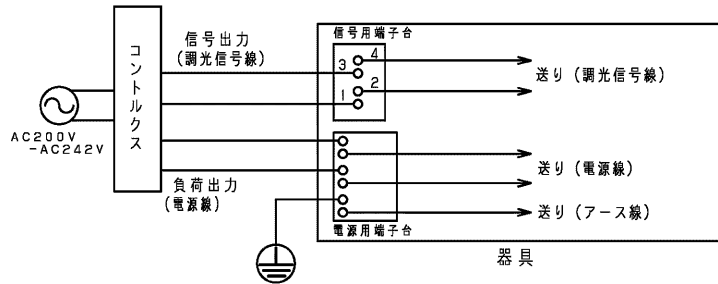 信号用端子台
信号出力
(調光信号線)
コントルクス
4
3
送り(調光信号線)
2
1
AC200V
-AC242V
送り(電源線)
負荷出力
(電源線)
送り(アース線)
電源用端子台
器具